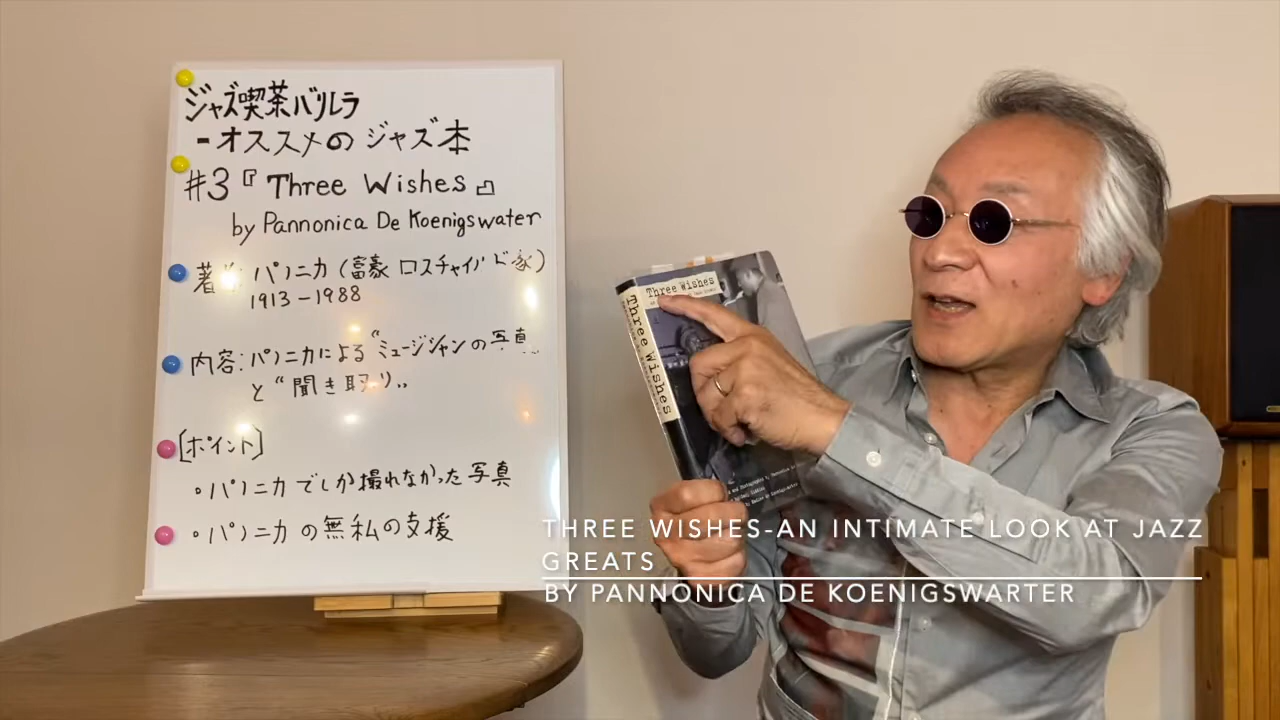 ジャズ喫茶バルラ
-オススメのジャズ本
#3『Three Wishes』
by Pannonica De Koenigswater
著者:パノニカ(富豪 ロスチャイルド家)
1913-1988
内容:パノニカによる“ミュージシャンの写真
と“聞き取り”
[ポイント]
・パノニカでしか撮れなかった写真
・パノニカの無私の支援
Three Wishes
Three Wishes
THREE WISHES-AN INTIMATE LOOK AT JAZZ
GREATS
BY PANNONICA DE KOENIGSWARTER